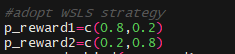 #adopt WSLS strategy
p_reward1=c(0.8,0.2)
p_reward2=c(0.2,0.8)